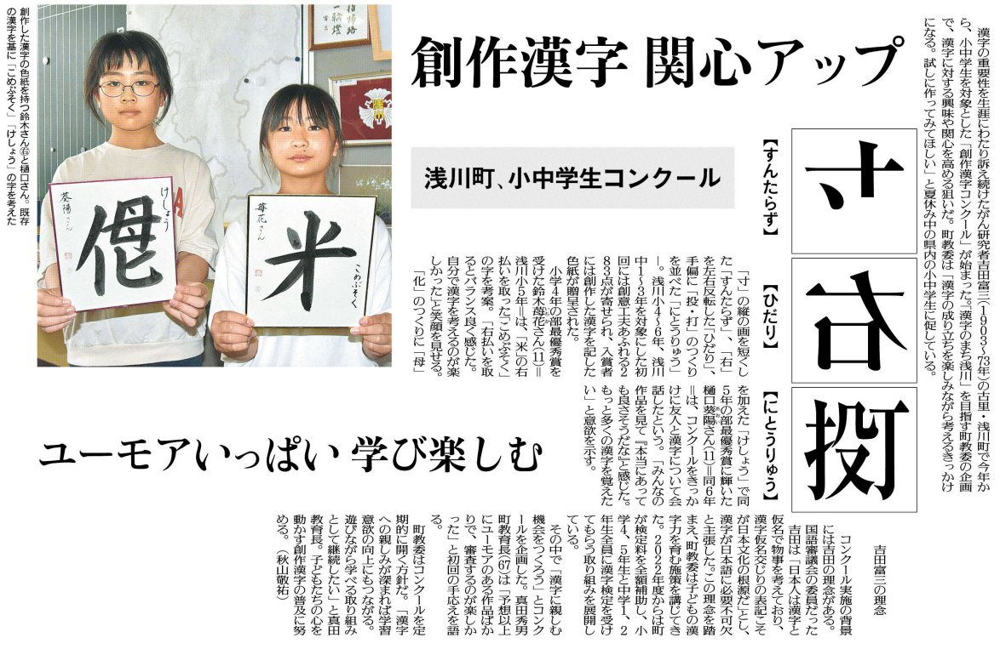 創作漢字 関心アップ
浅川町、小中学生コンクール
漢字の重要性を生涯にわたり訴え続けたがん研究者吉田富三(1903~73年)の古里・浅川町で今年か
ら、小中学生を対象とした「創作漢字コンクール」が始まった。「漢字のまち浅川」を目指す町教委の企画
で、漢字に対する興味や関心を高める狙いだ。町教委は「漢字の成り立ちを楽しみながら考えるきっかけ
になる。試しに作ってみてほしい」と夏休み中の県内の小中学生に促している。
【すんたらず】
【ひだり】
【にとうりゅう】
「寸」の縦の画を短くし
た「すんたらず」、「右」
を左右反転した「ひだり」、
手偏に「投・打」のつくり
を並べた「にとうりゅう」
―。浅川小4~6年、浅川
中1~3年を対象にした初
回には創意工夫あふれる2
83点が寄せられ、入賞者
には創作した漢字を記した
色紙が贈呈された。
小学4年の部最優秀賞を
受けた鈴木苺花さん(11)=
浅川小5年=は、「米」の右
払いを取った「こめぶそく」
の字を考案。「右払いを取
るとバランス良く感じた。
自分で漢字を考えるのが楽
しかった」と笑顔を見せる。
「化」のつくりに「母」
を加えた「けしょう」で同
5年の部最優秀賞に輝いた
樋口葵陽さん(11)=同6年
=は、コンクールをきっか
けに友人と漢字について会
話したという。「みんなの
作品を見て『本当にあって
も良さそうだな』と感じた。
もっと多くの漢字を覚えた
い」と意欲を示す。
ユーモアいっぱい 学び楽しむ
吉田富三の理念
コンクール実施の背景
には吉田の理念がある。
国語審議会の委員だった
吉田は「日本人は漢字と
仮名で物事を考えており、
漢字仮名交じりの表記こそ
が日本文化の根源だ」とし、
漢字が日本語に必要不可欠
と主張した。この理念を踏
まえ、町教委は子どもの漢
字力を育む施策を講じてき
た。2022年度からは町
が検定料を全額補助し、小
学4、5年生と中学1、2
年生全員に漢字検定を受け
てもらう取り組みを展開し
ている。
その中で「漢字に親しむ
機会をつくろう」とコンク
ールを企画した。真田秀男
町教育長(67)は「予想以上
にユーモアのある作品ばか
りで、審査するのが楽しか
った」と初回の手応えを語
る。
町教委はコンクールを定
期的に開く方針だ。「漢字
への親しみが深まれば学習
意欲の向上にもつながる。
遊びながら学べる取り組み
として継続したい」と真田
教育長。子どもたちの心を
動かす創作漢字の普及に努
める。（秋山敬祐）
けしょう
葵陽さん
こめぶそく
苺花さん
創作した漢字の色紙を持つ鈴木さん㊨と樋口さん。既存
の漢字を基に「こめぶそく」「けしょう」の字を考えた